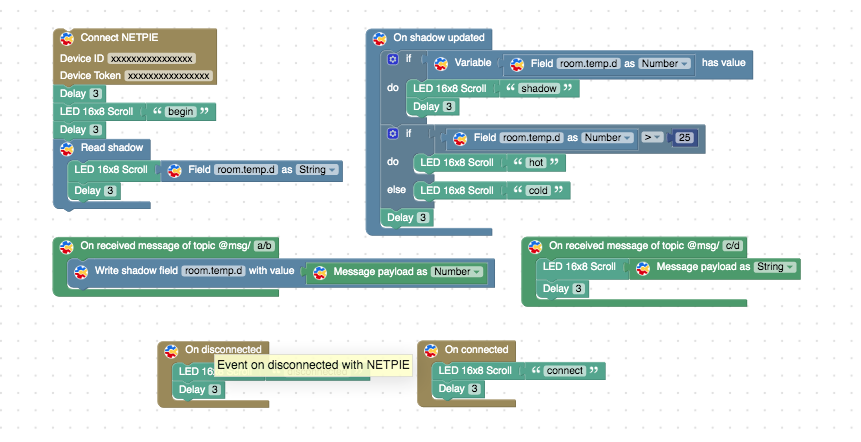 Connect NETPIE
Device ID xxxxxxxxxxxxxxxx
Device Token xxxxxxxxxxxxxxxx
Delay 3
LED 16x8 Scroll “ begin ”
Delay 3
Read shadow
LED 16x8 Scroll Field room.temp.d as String
Delay 3
On shadow updated
if Variable Field room.temp.d as Number has value
do LED 16x8 Scroll “ shadow ”
Delay 3
if Field room.temp.d as Number > 25
do LED 16x8 Scroll “ hot ”
else LED 16x8 Scroll “ cold ”
Delay 3
On received message of topic @msg/ a/b
Write shadow field room.temp.d with value Message payload as Number
On received message of topic @msg/ c/d
LED 16x8 Scroll Message payload as String
Delay 3
On disconnected
LED 16
Event on disconnected with NETPIE
Delay 3
On connected
LED 16x8 Scroll “ connect ”
Delay 3